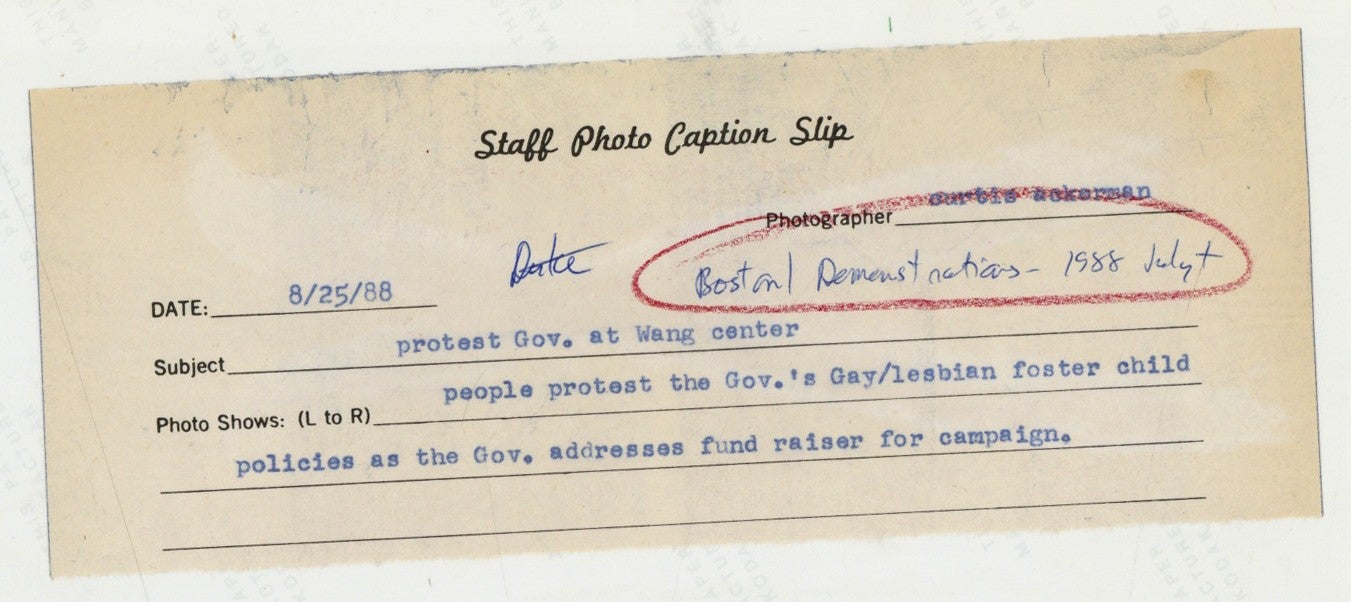 Staff Photo Caption Slip
Photographer curtis ackerman
Date
Boston/ Demonstrations - 1988
DATE: 8/25/88
Subject protest Gov. at Wang center
Photo Shows: (L to R) people protest the Gov.'s Gay/lesbian foster child
policies as the Gov. addresses fund raiser for campaign.